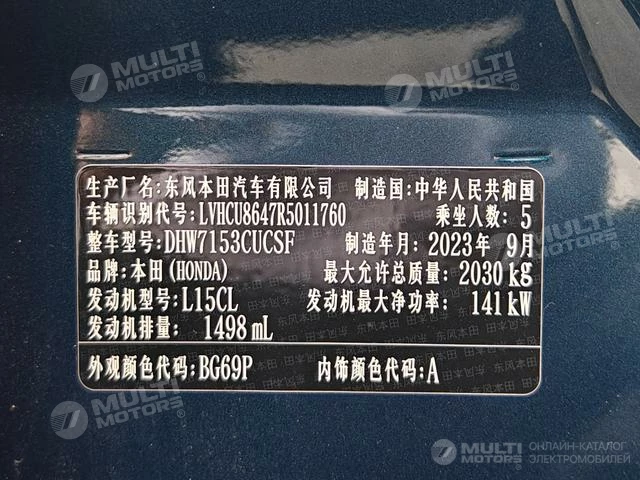 MULTI MOTORS®
MULTI MOTORS®
生产厂名:东风本田汽车有限公司 制造国:中华人民共和国
车辆识别代号:LVHCU8647R5011760 乘坐人数:5
整车型号:DHW7153CUCSF 制造年月:2023年 9月
品牌:本田(HONDA) 最大允许总质量:2030kg
发动机型号:L15CL 发动机最大净功率:141kW
发动机排量:1498mL
外观颜色代码:BG69P 内饰颜色代码:A
东风本田
MULTI MOTORS®
MULTI MOTORS® ОНЛАЙН-КАТАЛОГ ЭЛЕКТРОМОБИЛЕЙ